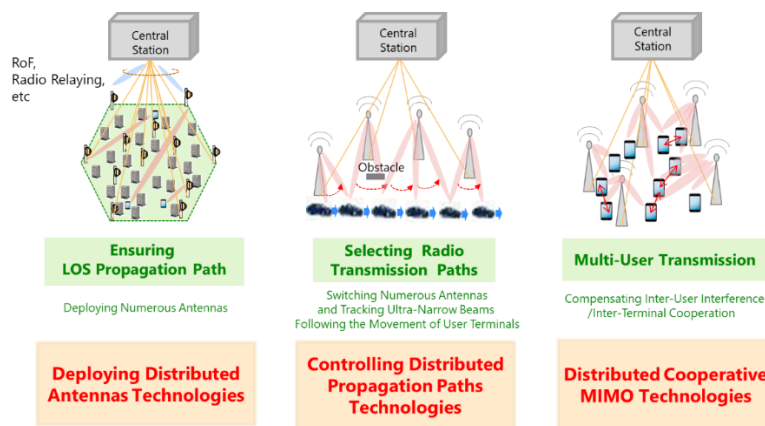 Central
Station
RoF,
Radio Relaying,
etc
Ensuring
LOS Propagation Path
Deploying Numerous Antennas
Deploying Distributed
Antennas Technologies
Central
Station
Obstacle
Selecting Radio
Transmission Paths
Switching Numerous Antennas
and Tracking Ultra-Narrow Beams
Following the Movement of User Terminals
Controlling Distributed
Propagation Paths
Technologies
Central
Station
Multi-User Transmission
Compensating Inter-User Interference
/Inter-Terminal Cooperation
Distributed Cooperative
MIMO Technologies